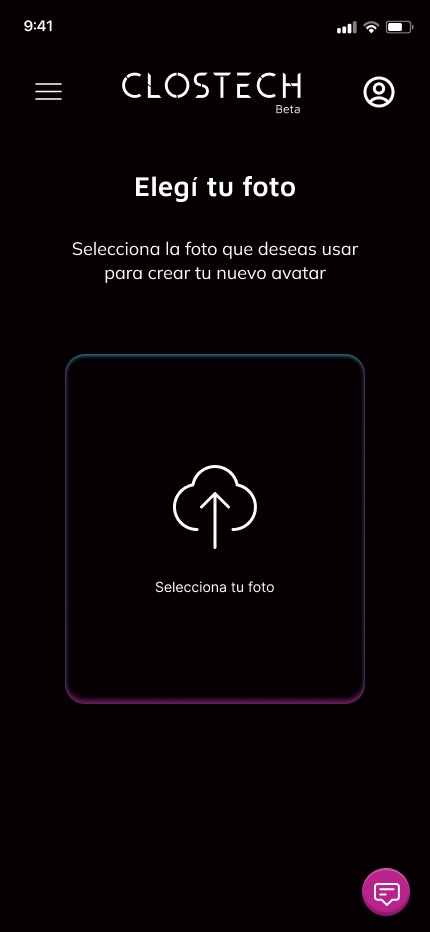 9:41
CLOSTECH
Beta
Elegí tu foto
Selecciona la foto que deseas usar
para crear tu nuevo avatar
Selecciona tu foto